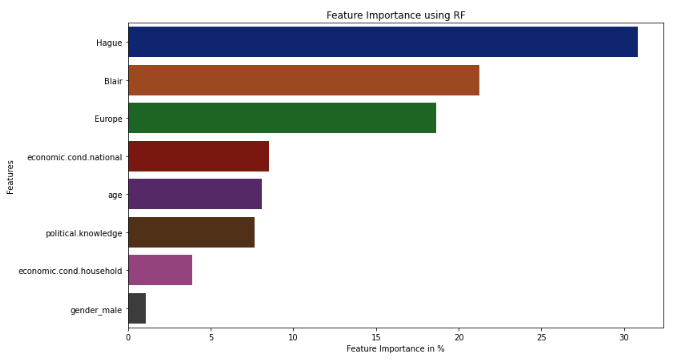 Feature Importance using RF
Features
Hague
Blair
Europe
economic.cond.national
age
political.knowledge
economic.cond.household
gender_male
0 5 10 15 20 25 30
Feature Importance in %